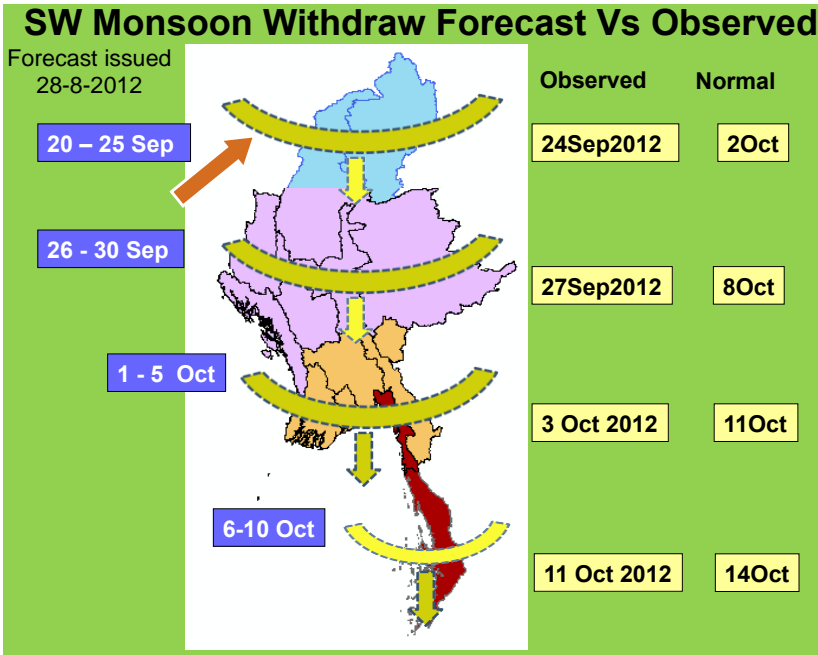 SW Monsoon Withdraw Forecast Vs Observed
Forecast issued
28-8-2012
Observed Normal
20 – 25 Sep 24Sep2012 2Oct
26 - 30 Sep 27Sep2012 8Oct
1 - 5 Oct 3 Oct 2012 11Oct
6-10 Oct 11 Oct 2012 14Oct